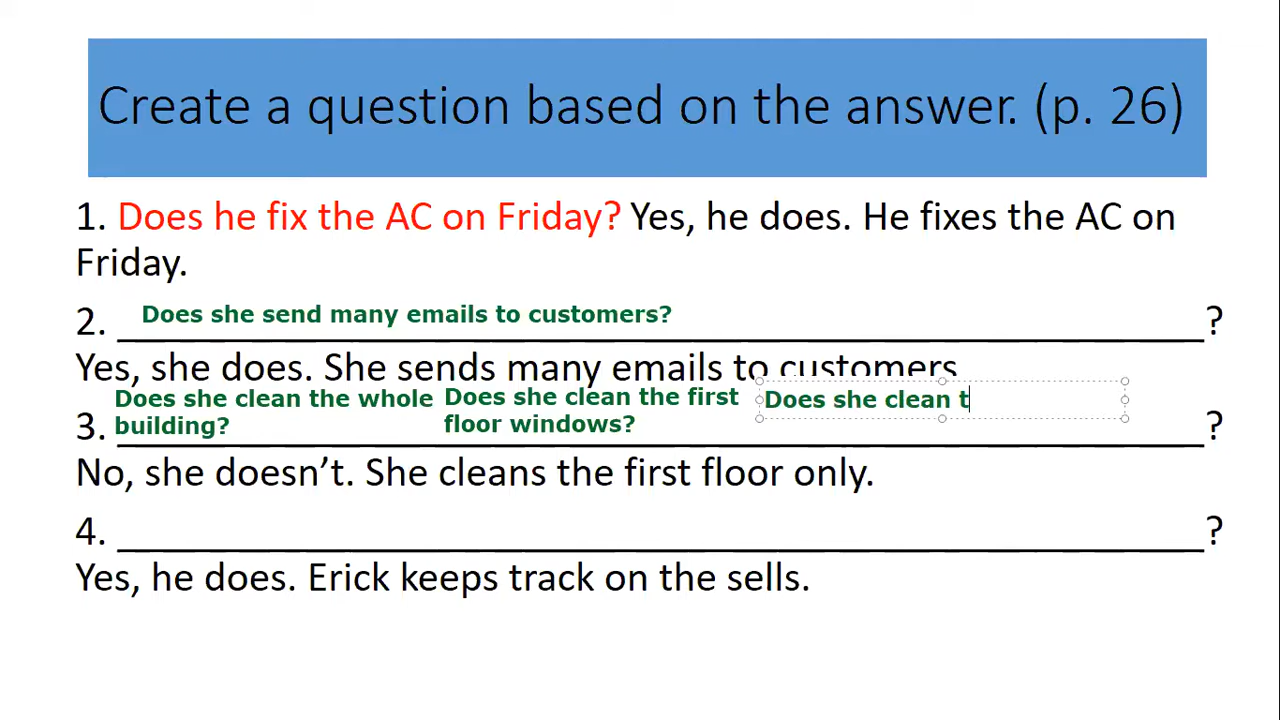 Create a question based on the answer. (p. 26)
1. Does he fix the AC on Friday? Yes, he does. He fixes the AC on
Friday.
2. Does she send many emails to customers? ?
Yes, she does. She sends many emails to customers
Does she clean the whole Does she clean the first Does she clean t
building? floor windows?
3. ?
No, she doesn’t. She cleans the first floor only.
4. ?
Yes, he does. Erick keeps track on the sells.